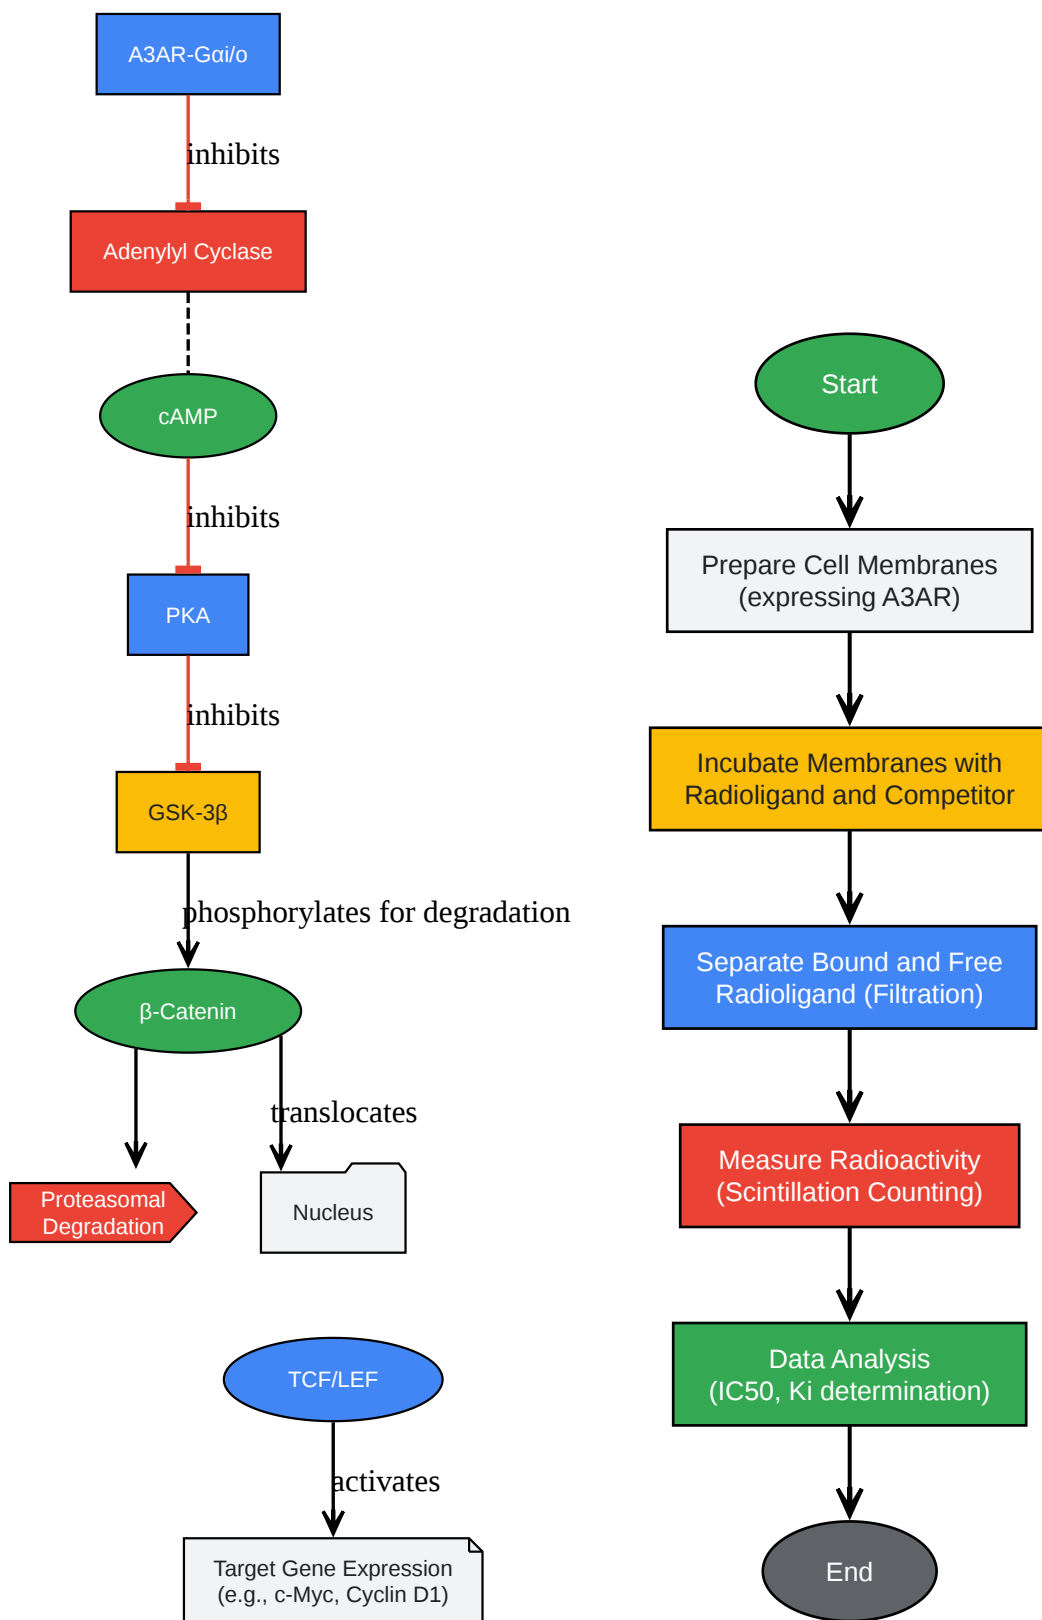 A3AR-Gαi/o
inhibits
Adenylyl Cyclase
cAMP
inhibits
PKA
inhibits
GSK-3β
phosphorylates for degradation
β-Catenin
translocates
Proteasomal
Degradation
Nucleus
TCF/LEF
activates
Target Gene Expression
(e.g., c-Myc, Cyclin D1)
Start
Prepare Cell Membranes
(expressing A3AR)
Incubate Membranes with
Radioligand and Competitor
Separate Bound and Free
Radioligand (Filtration)
Measure Radioactivity
(Scintillation Counting)
Data Analysis
(IC50, Ki determination)
End